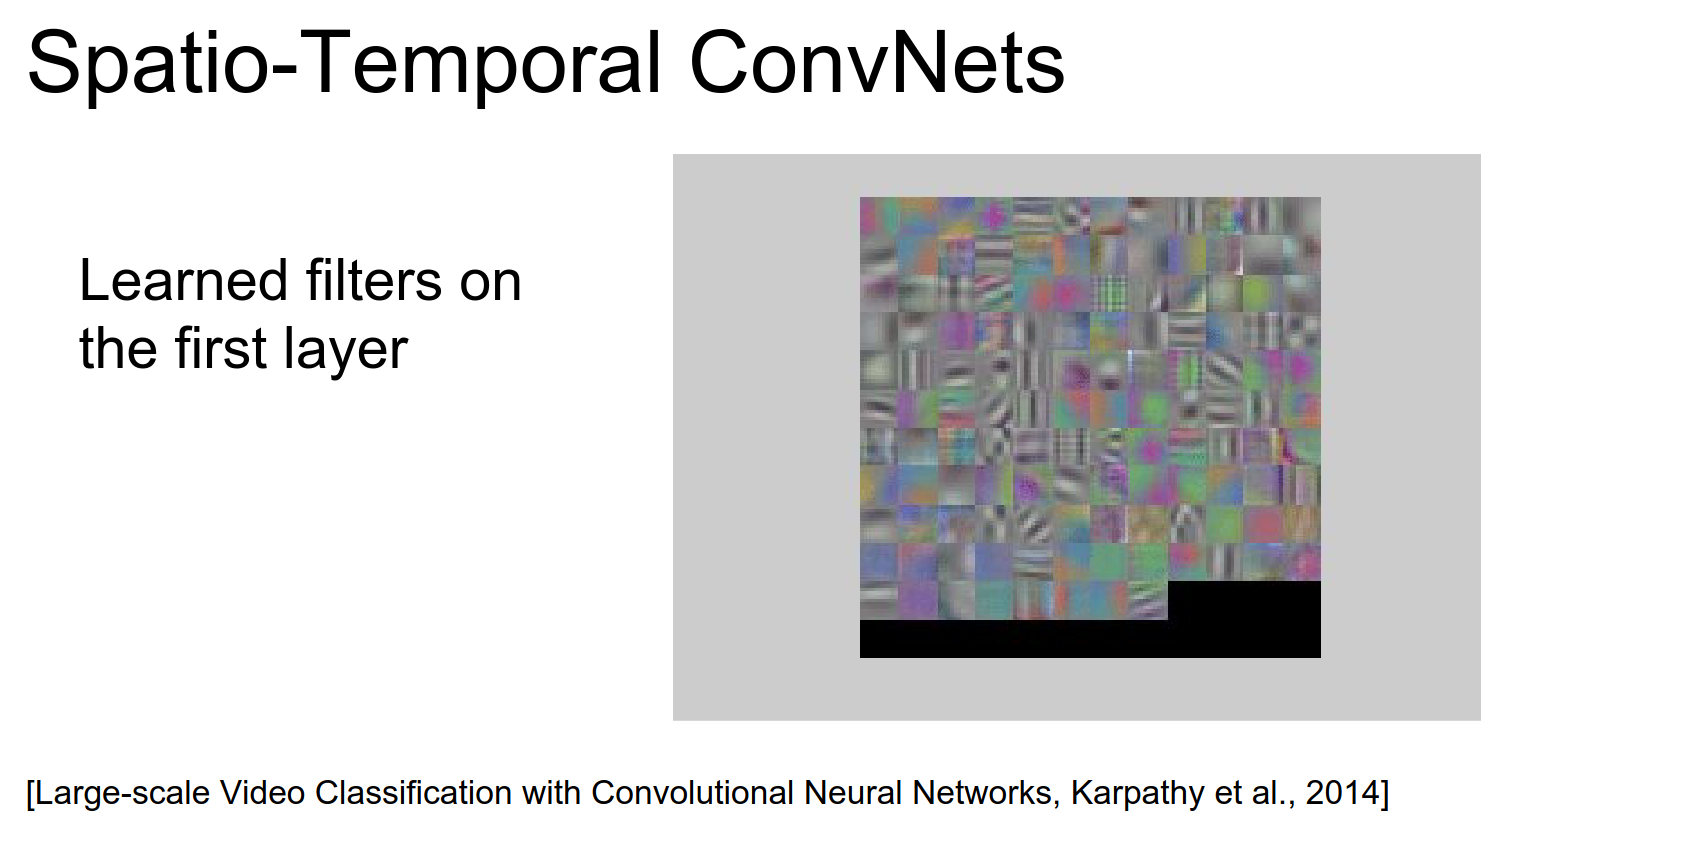 Spatio-Temporal ConvNets
Learned filters on
the first layer
[Large-scale Video Classification with Convolutional Neural Networks, Karpathy et al., 2014]